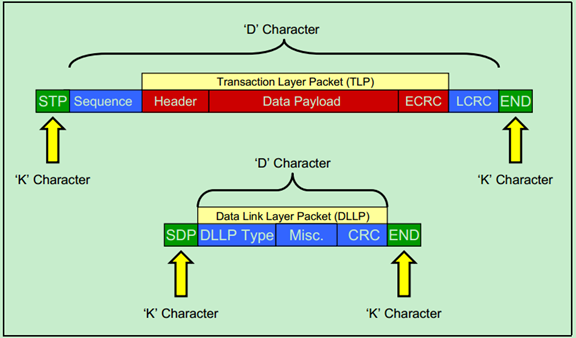 ‘D’ Character
Transaction Layer Packet (TLP)
STP Sequence Header Data Payload ECRC LCRC END
‘K’ Character ‘K’ Character
‘D’ Character
Data Link Layer Packet (DLLP)
SDP DLLP Type Misc. CRC END
‘K’ Character ‘K’ Character